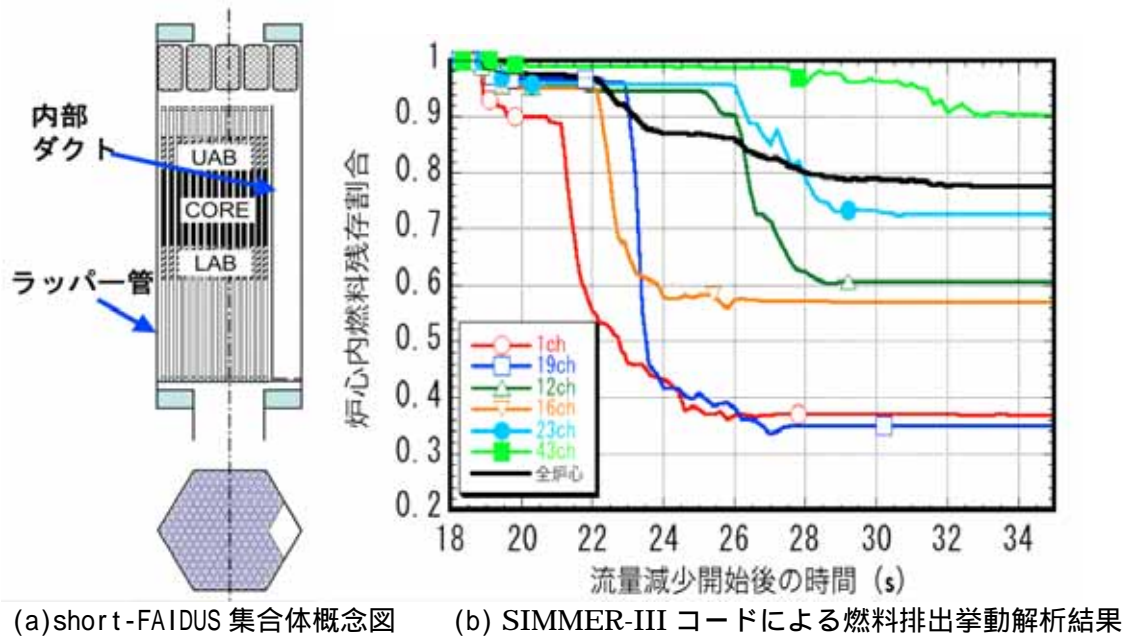 内部
ダクト
UAB
CORE
LAB
ラッパー管
炉心内燃料残存割合
1
0.9
0.8
0.7
0.6
0.5
0.4
0.3
0.2
1ch
19ch
12ch
16ch
23ch
43ch
全炉心
18 20 22 24 26 28 30 32 34
流量減少開始後の時間 (s)
(a)short-FAIDUS 集合体概念図
(b) SIMMER-III コードによる燃料排出挙動解析結果